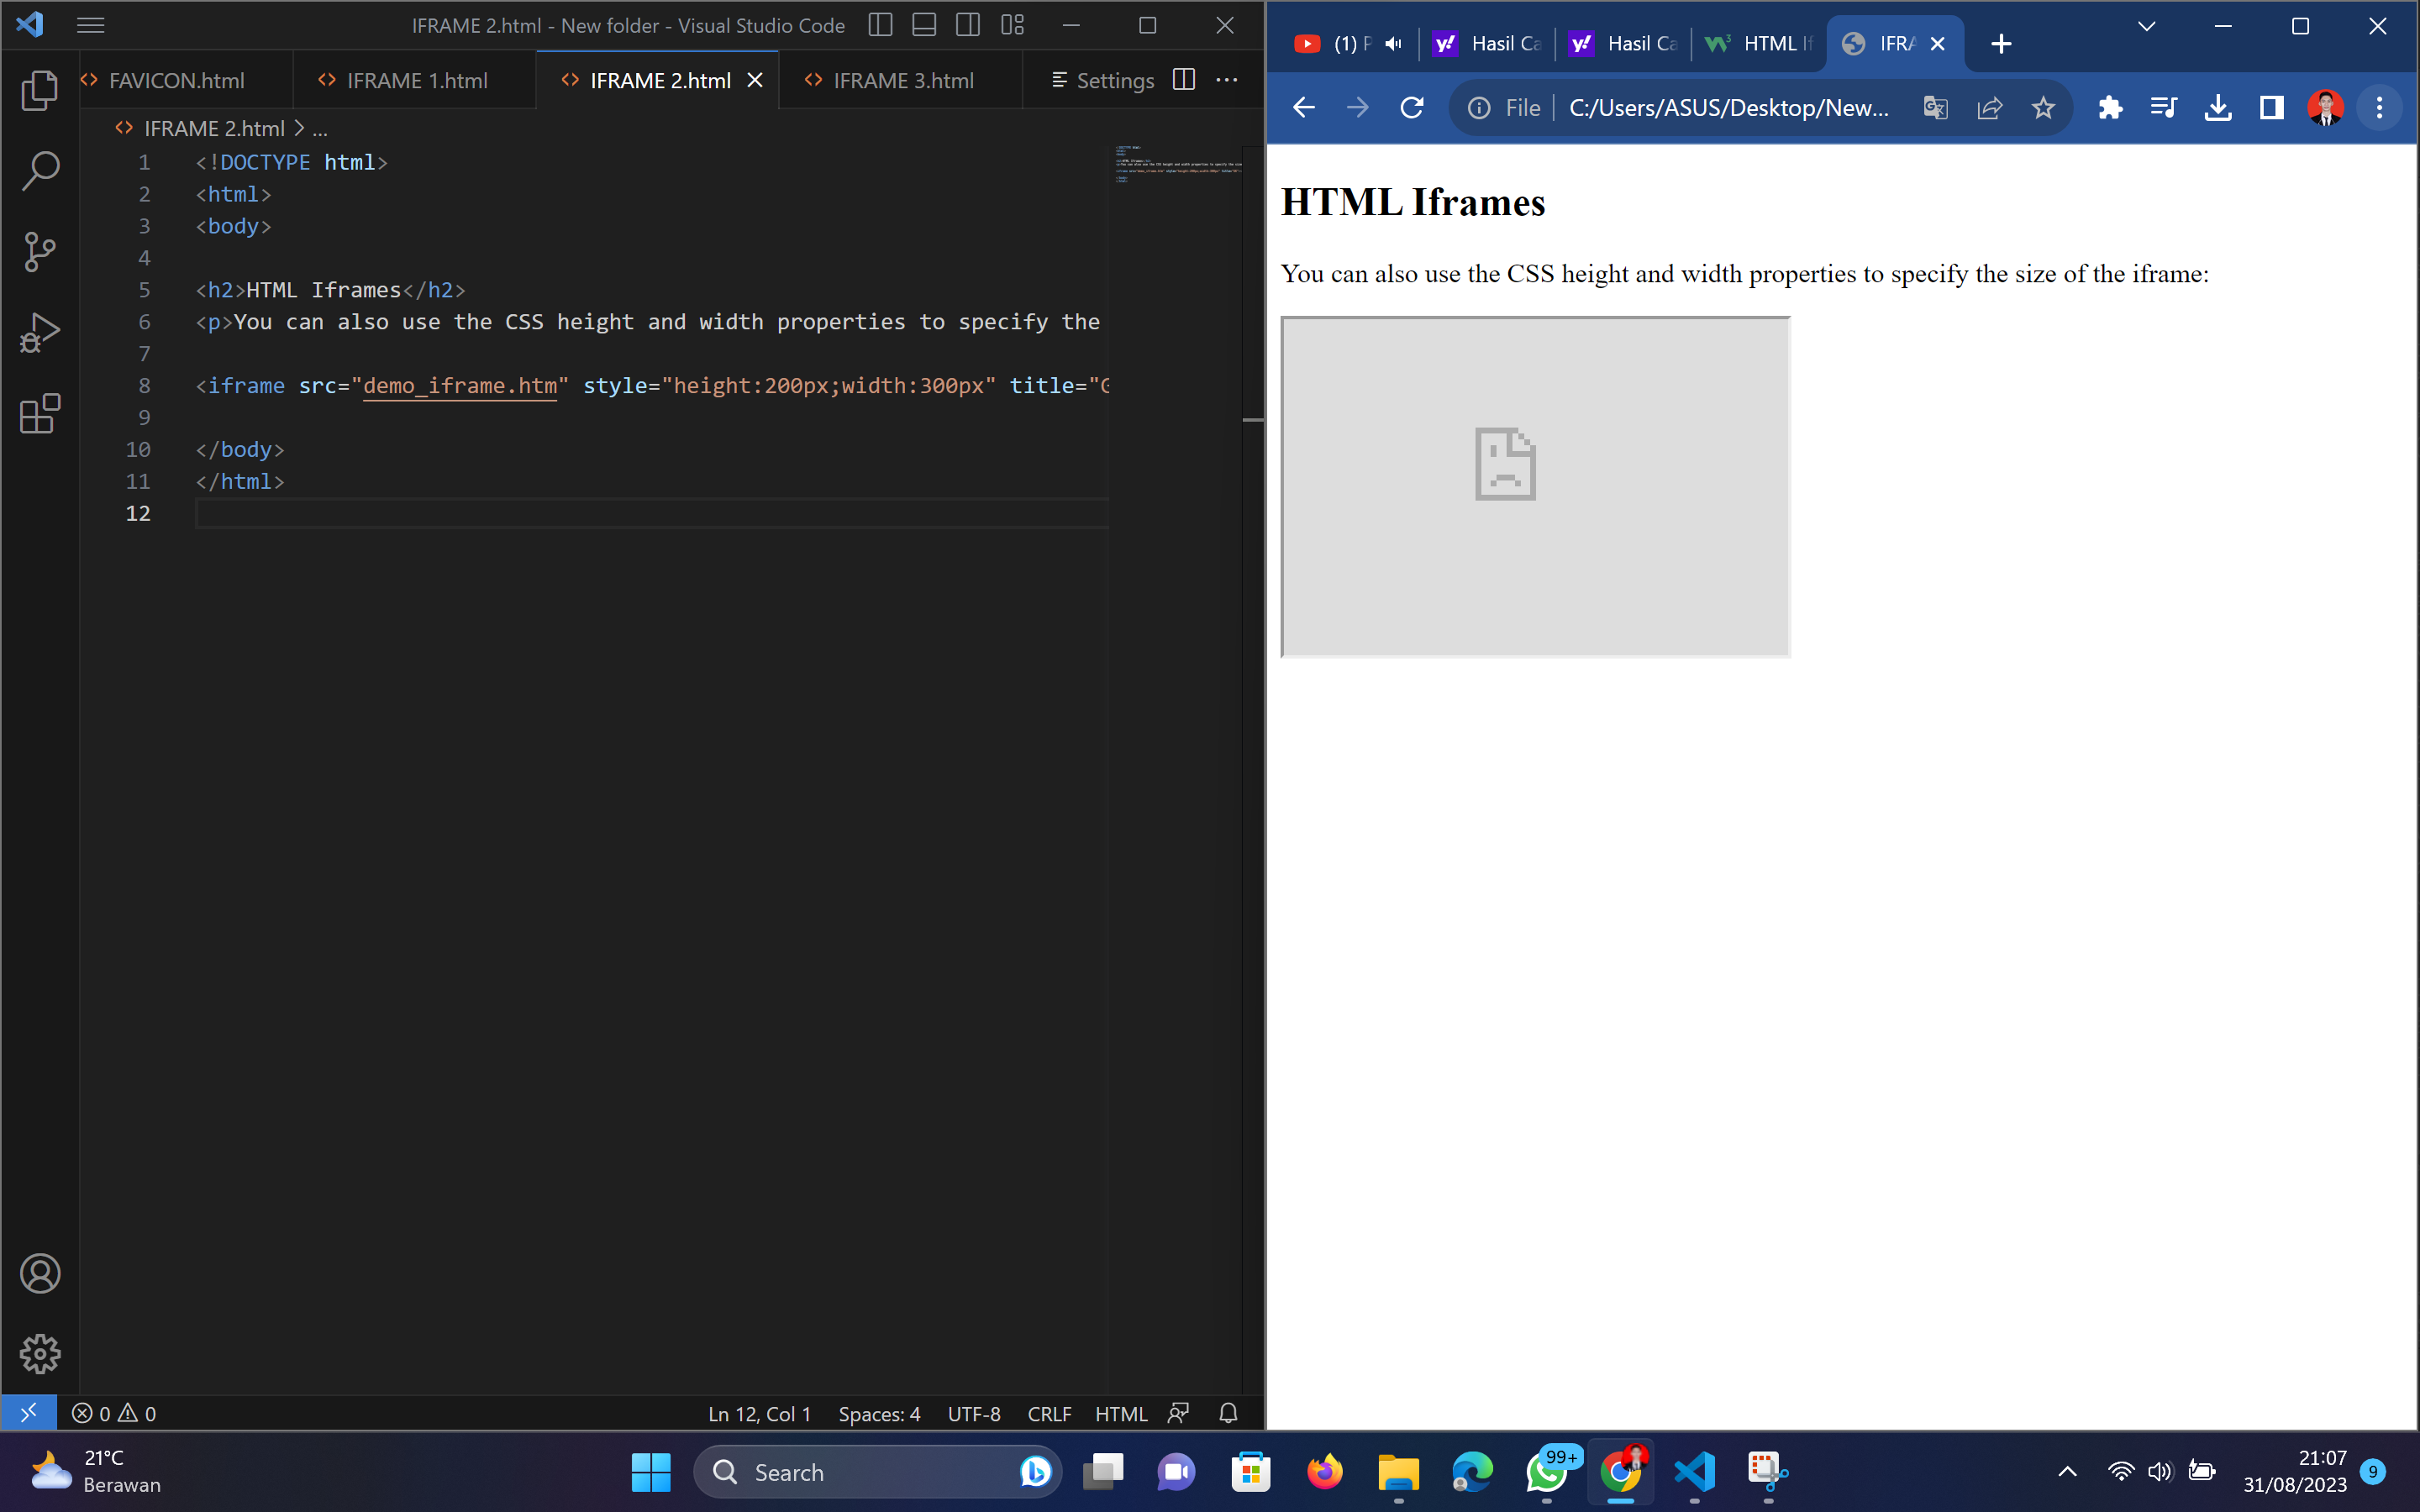 IFRAME 2.html - New folder - Visual Studio Code
FAVICON.html
IFRAME 1.html
IFRAME 2.html
IFRAME 3.html
Settings
IFRAME 2.html > ...
1 <!DOCTYPE html>
2 <html>
3 <body>
4
5 <h2>HTML Iframes</h2>
6 <p>You can also use the CSS height and width properties to specify the
7
8 <iframe src="demo_iframe.htm" style="height:200px;width:300px" title="
9
10 </body>
11 </html>
12
0 0
Ln 12, Col 1 Spaces: 4 UTF-8 CRLF HTML
(1) Hasil Hasil HTML IFRA
File C:/Users/ASUS/Desktop/New...
HTML Iframes
You can also use the CSS height and width properties to specify the size of the iframe:
21°C
Berawan
Search
99+
21:07
31/08/2023
9